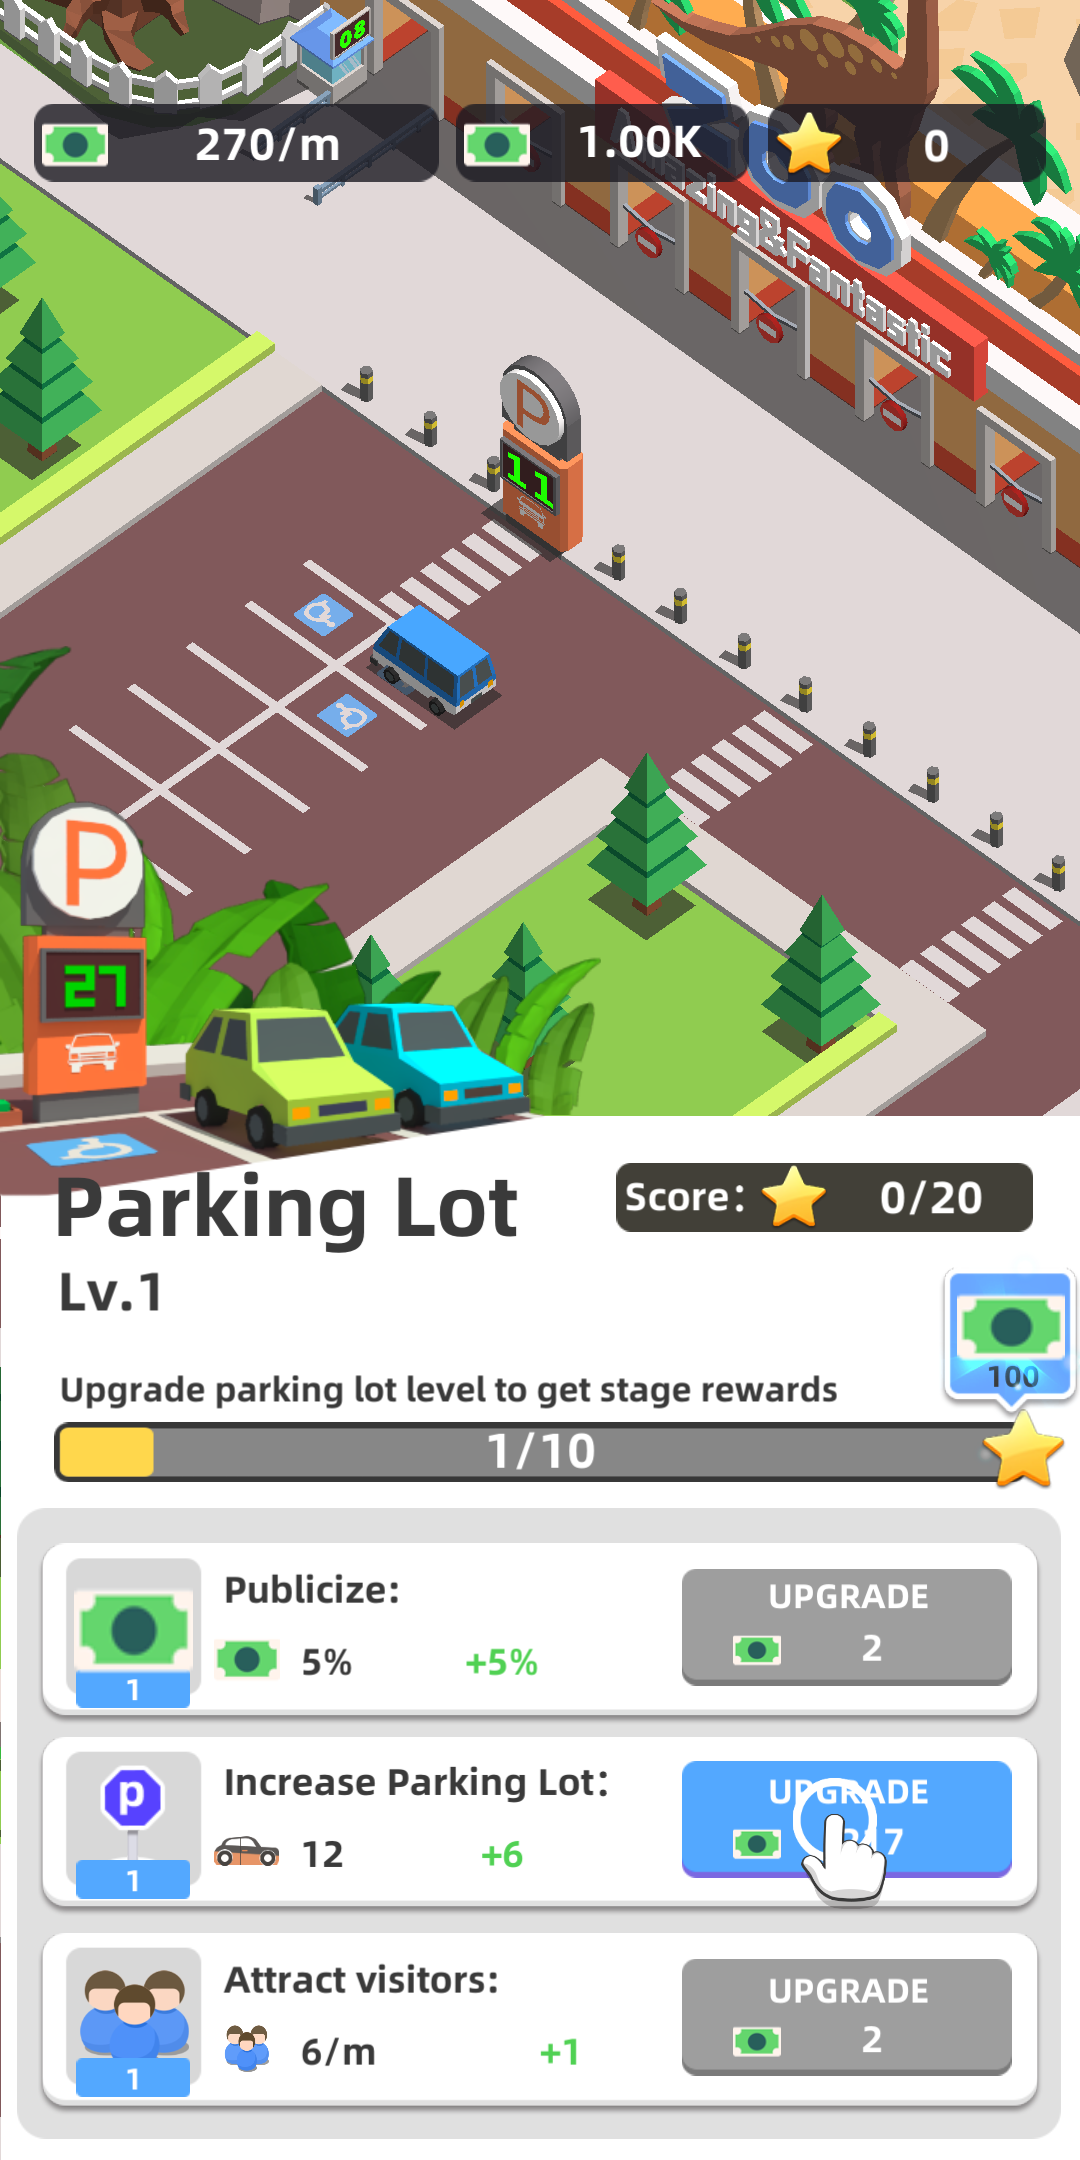 08
270/m
1.00K
0
Amazing&Fantastic
P
11
P
27
Parking Lot
Score:
0/20
Lv.1
100
Upgrade parking lot level to get stage rewards
1/10
Publicize:
UPGRADE
5%
+5%
2
1
P
Increase Parking Lot:
UPGRADE
12
+6
1
Attract visitors:
UPGRADE
6/m
+1
2
1